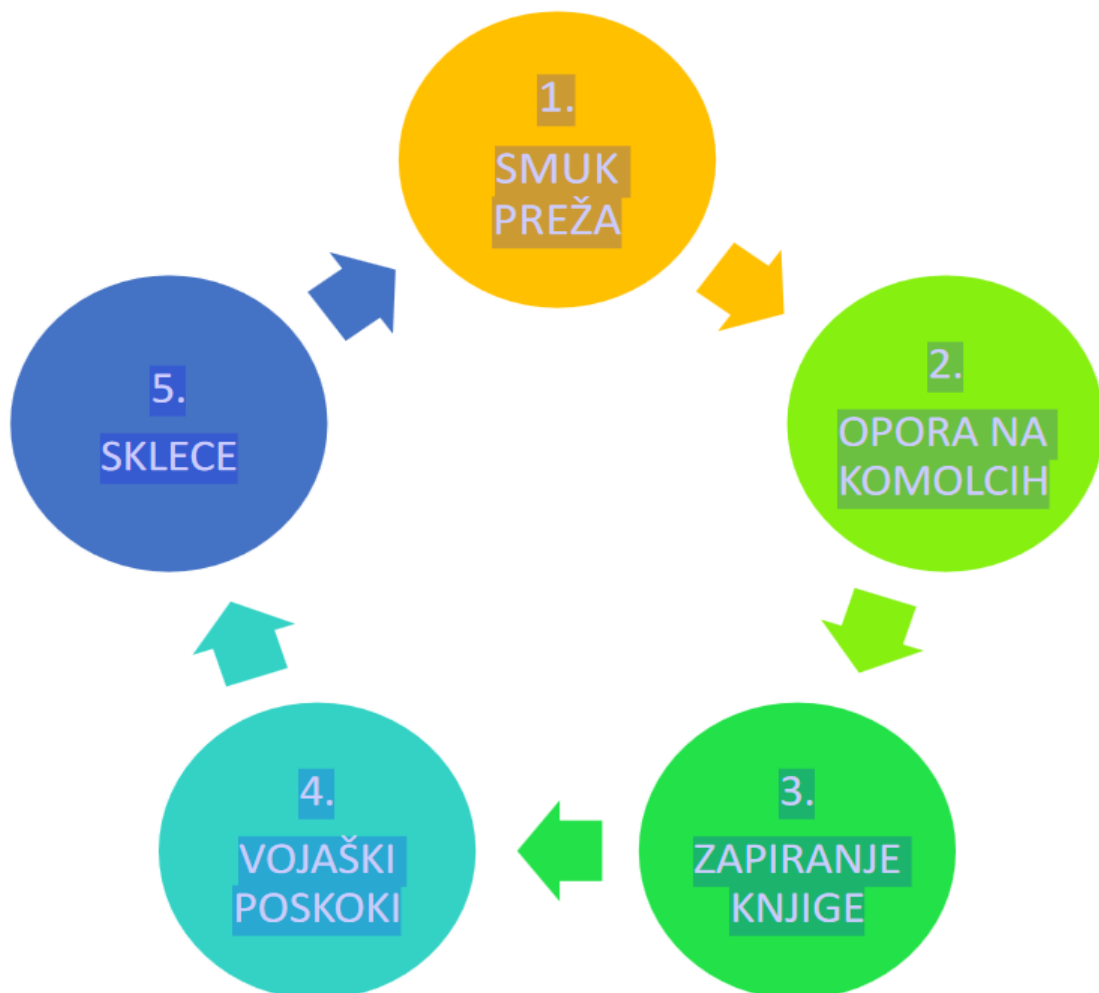 1.
SMUK
PREŽA
2.
OPORA NA
KOMOLCIH
3.
ZAPIRANJE
KNJIGE
4.
VOJAŠKI
POSKOKI
5.
SKLECE